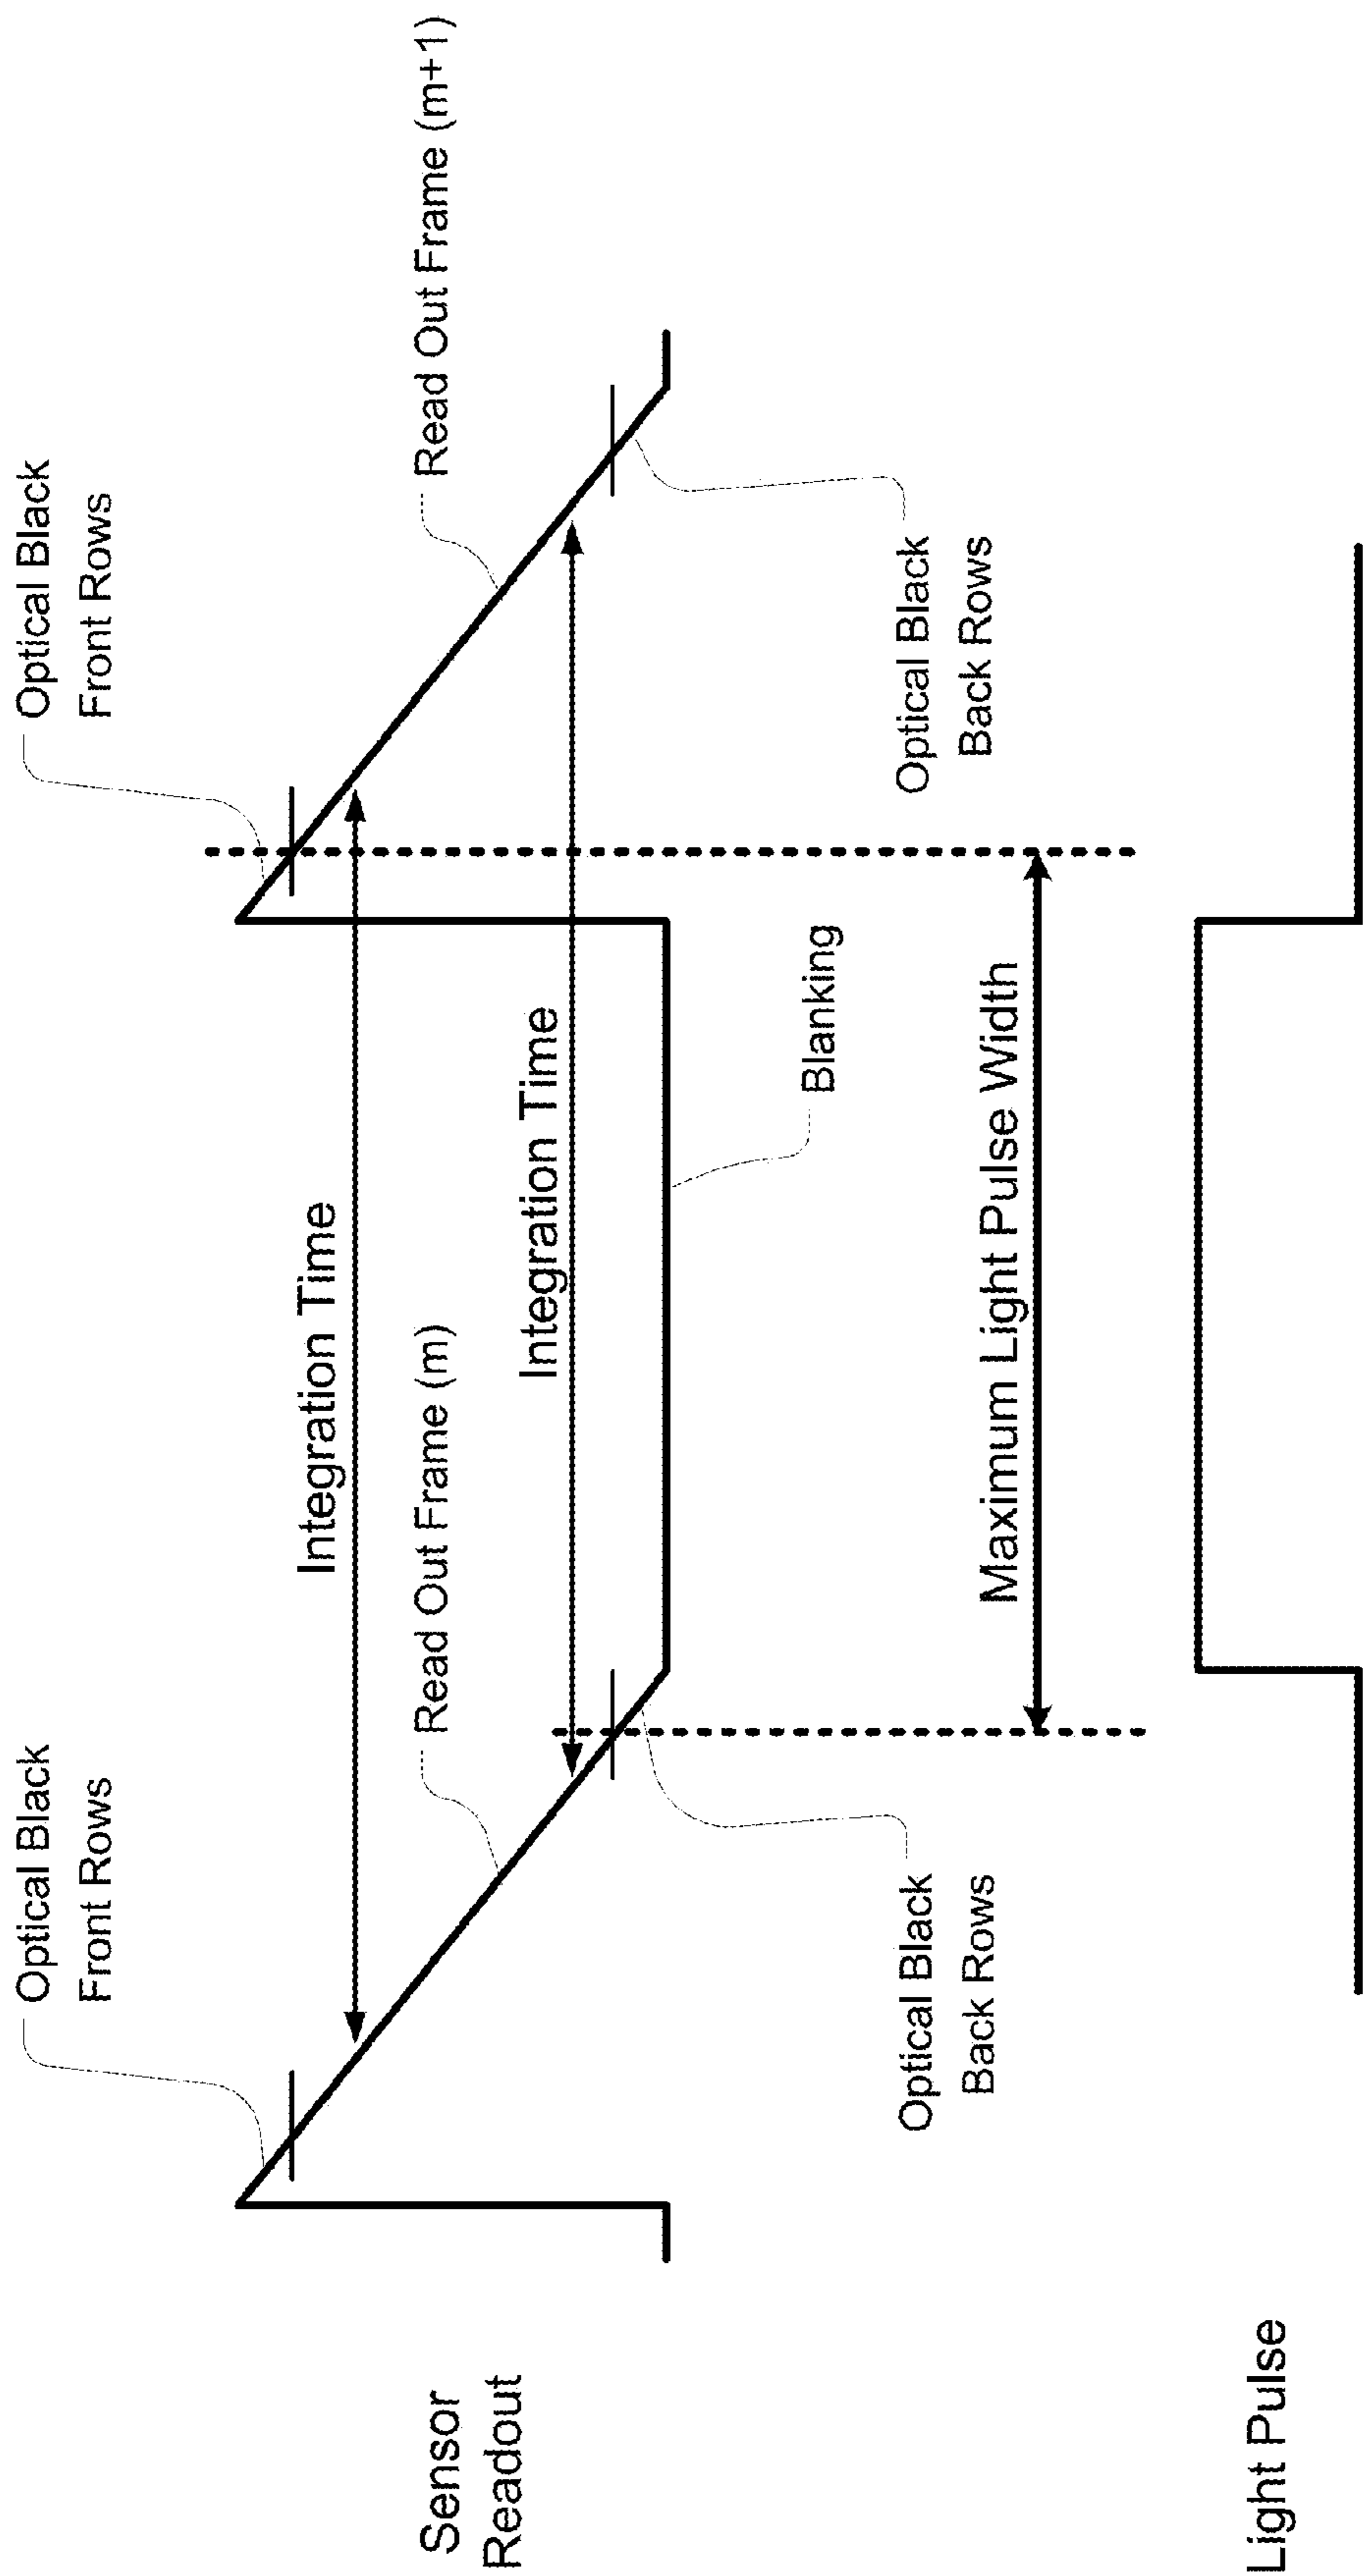 Optical Black
Front Rows
Optical Black
Front Rows
Integration Time
Read Out Frame (m)
Read Out Frame (m+1)
Sensor
Readout
Integration Time
Blanking
Optical Black
Back Rows
Optical Black
Back Rows
Maximum Light Pulse Width
Light Pulse